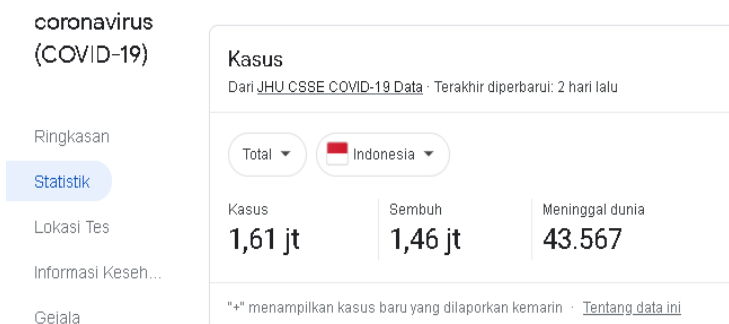 coronavirus
(COVID-19)
Ringkasan
Statistik
Lokasi Tes
Informasi Keseh...
Gejala
Kasus
Dari JHU CSSE COVID-19 Data · Terakhir diperbarui: 2 hari lalu
Total
Indonesia
Kasus
1,61 jt
Sembuh
1,46 jt
Meninggal dunia
43.567
"+" menampilkan kasus baru yang dilaporkan kemarin · Tentang data ini